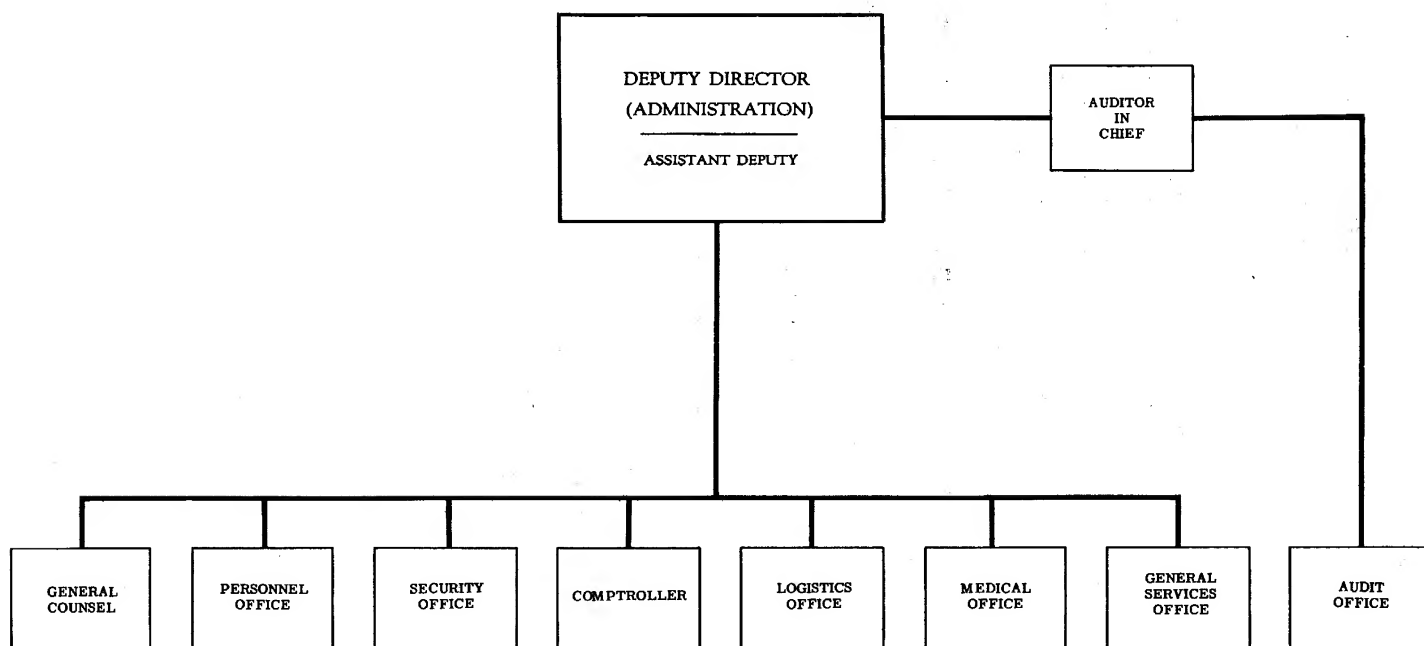 DEPUTY DIRECTOR
(ADMINISTRATION)
ASSISTANT DEPUTY
AUDITOR
IN
CHIEF
GENERAL
COUNSEL
PERSONNEL
OFFICE
SECURITY
OFFICE
COMPTROLLER
LOGISTICS
OFFICE
MEDICAL
OFFICE
GENERAL
SERVICES
OFFICE
AUDIT
OFFICE